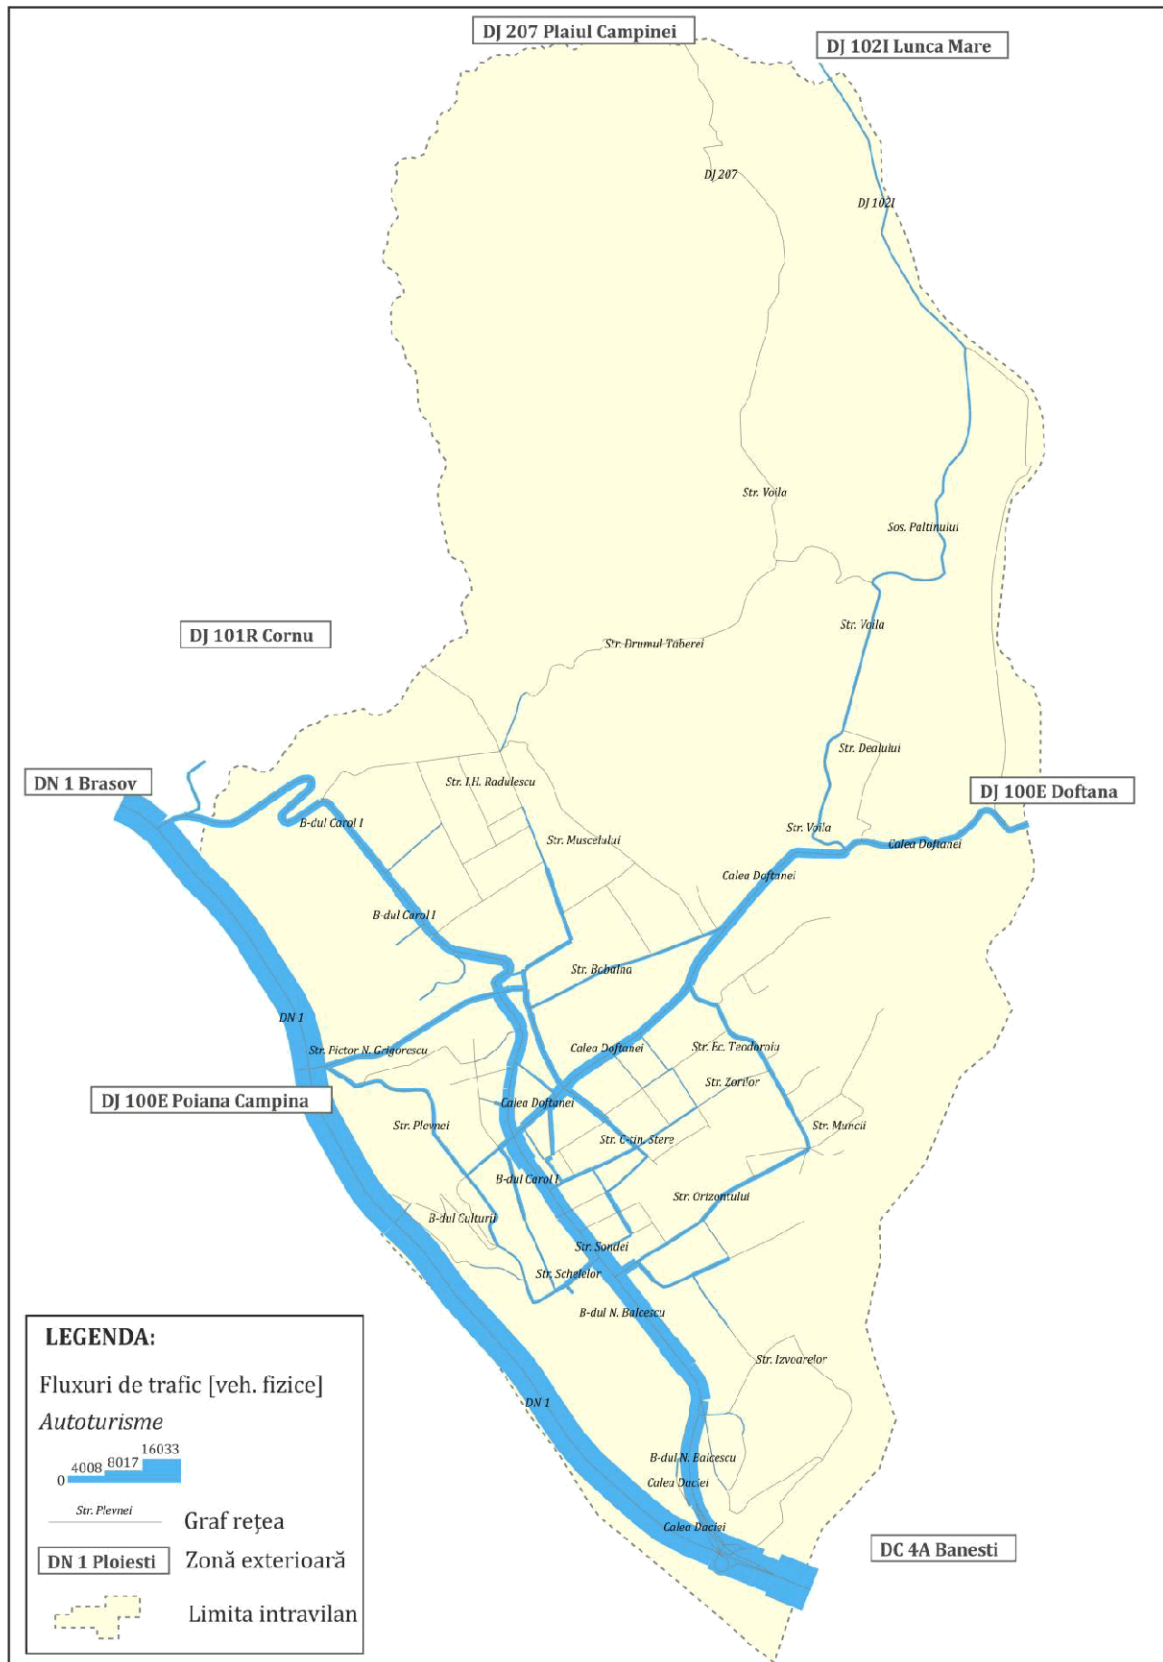 DJ 207 Plaiul Campinei
DJ 102I Lunca Mare
DJ 207
DJ 102I
Str. Voila
Sos. Paltinului
Str. Voila
DJ 101R Cornu
Str. Drumul Taberei
Str. Dealului
DN 1 Brasov
Str. I.H. Radulescu
DJ 100E Doftana
B-dul Carol I
Str. Voila
Str. Muscelului
Calea Doftanei
Calea Doftanei
B-dul Carol I
Str. Bobalna
DN 1
Str. Pictor N. Grigorescu
Calea Doftanei
Str. Ec. Teodoroiu
Str. Zorilor
DJ 100E Poiana Campina
Calea Doftanei
Str. Plevnei
Str. C-tin. Stere
Str. Muncii
B-dul Carol I
Str. Orizontului
B-dul Culturii
Str. Sondei
Str. Schelelor
B-dul N. Balcescu
Str. Izvoarelor
DN 1
B-dul N. Balcescu
Calea Daciei
Calea Daciei
DC 4A Banesti
LEGENDA:
Fluxuri de trafic [veh. fizice]
Autoturisme
0 4008 8017 16033
Str. Plevnei
Graf rețea
DN 1 Ploiesti
Zonă exterioară
Limita intravilan